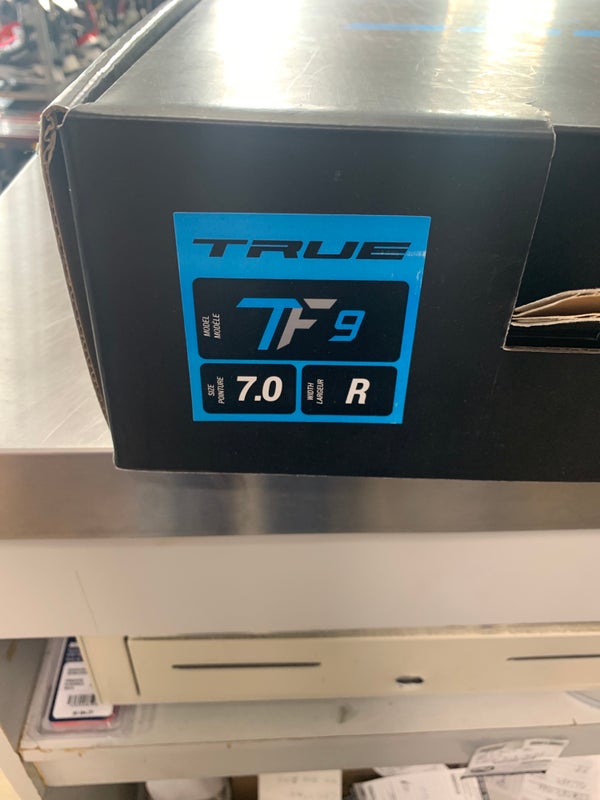 TRUE
MODEL
MODÈLE
TF9
SIZE
POINTURE
7.0
WIDTH
LARGEUR
R